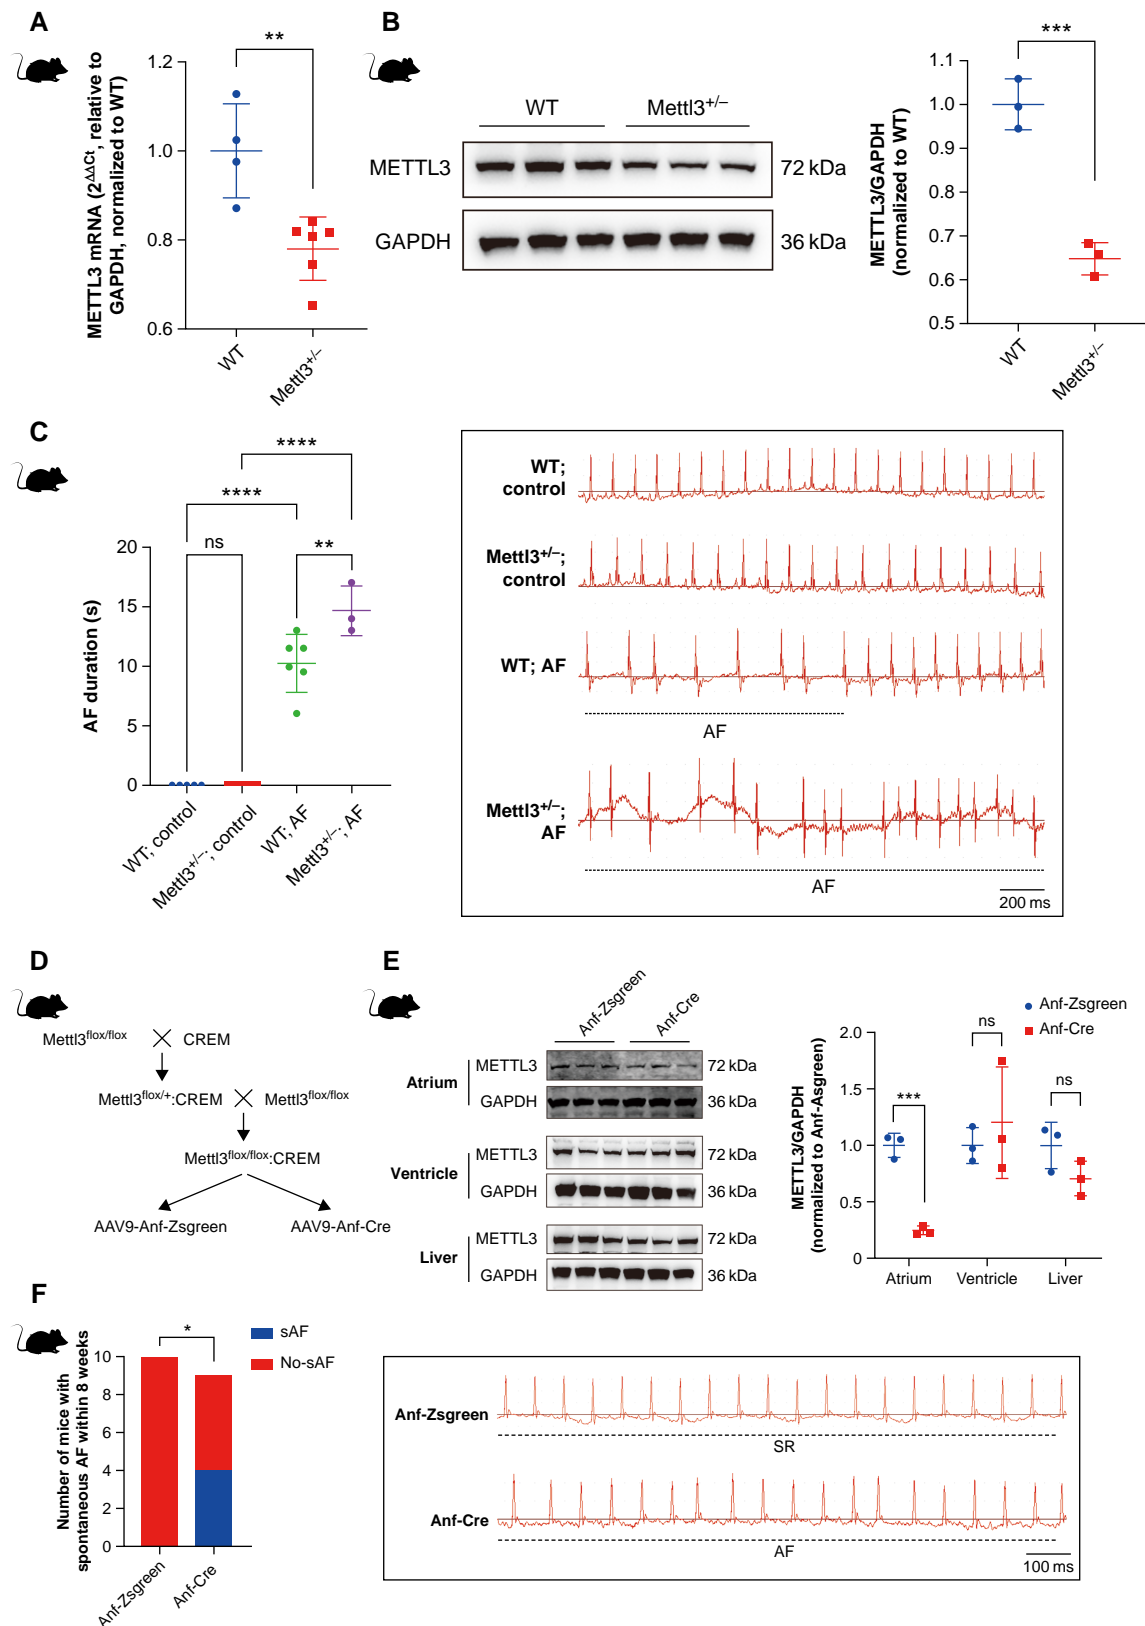 A
METTL3 mRNA (2ΔΔCt, relative to
GAPDH, normalized to WT)
1.2
1.0
0.8
0.6
**
WT
Mettl3+/–
B
WT
Mettl3+/–
METTL3
72 kDa
GAPDH
36 kDa
METTL3/GAPDH
(normalized to WT)
1.1
1.0
0.9
0.8
0.7
0.6
0.5
***
WT
Mettl3+/–
C
AF duration (s)
20
15
10
5
0
****
****
ns
**
WT; control
Mettl3+/–; control
WT; AF
Mettl3+/–; AF
WT;
control
Mettl3+/–;
control
WT; AF
AF
Mettl3+/–;
AF
AF
200 ms
D
Mettl3flox/flox
CREM
Mettl3flox/+:CREM
Mettl3flox/flox
Mettl3flox/flox:CREM
AAV9-Anf-Zsgreen
AAV9-Anf-Cre
E
Anf-Zsgreen
Anf-Cre
Atrium
METTL3
72 kDa
GAPDH
36 kDa
Ventricle
METTL3
72 kDa
GAPDH
36 kDa
Liver
METTL3
72 kDa
GAPDH
36 kDa
Anf-Zsgreen
Anf-Cre
METTL3/GAPDH
(normalized to Anf-Asgreen)
2.0
1.5
1.0
0.5
0
***
ns
ns
Atrium
Ventricle
Liver
F
Number of mice with
spontaneous AF within 8 weeks
10
8
6
4
2
0
*
sAF
No-sAF
Anf-Zsgreen
Anf-Cre
Anf-Zsgreen
SR
Anf-Cre
AF
100 ms